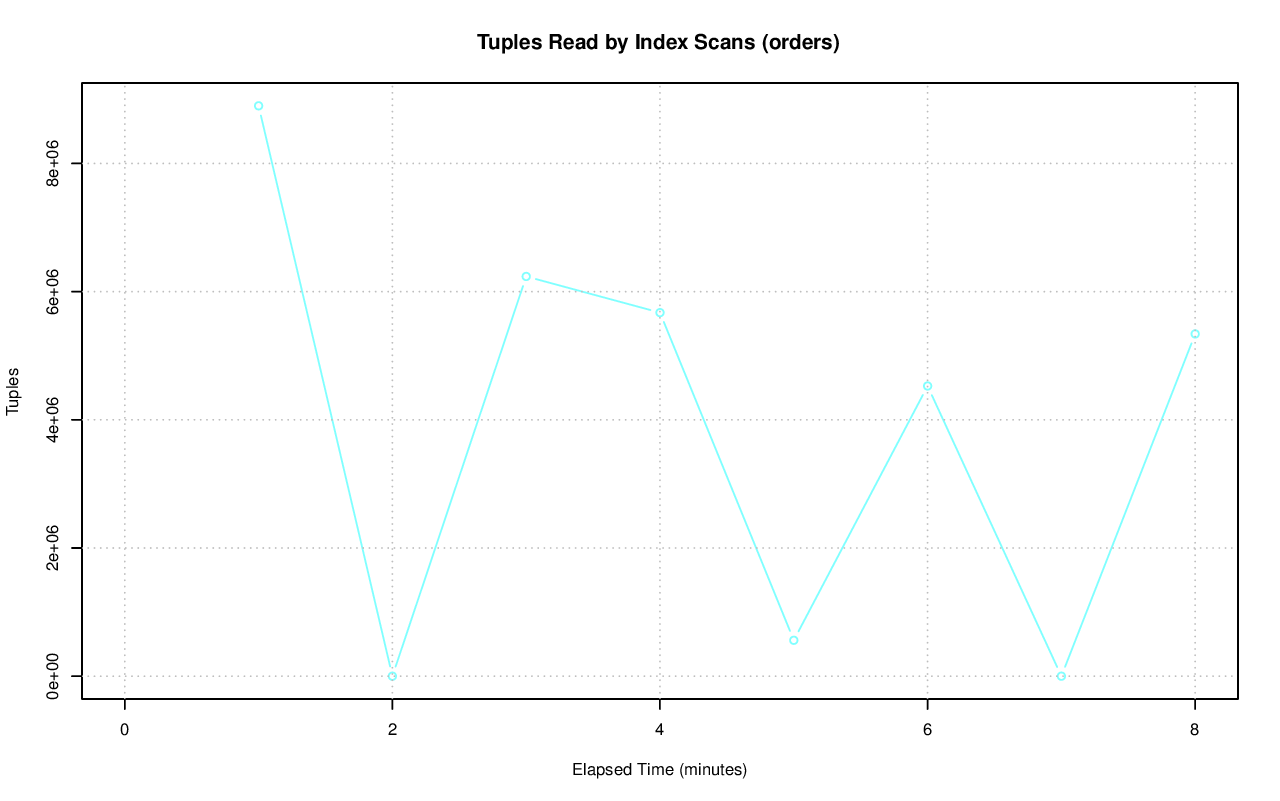 Tuples Read by Index Scans (orders)
8e+06
6e+06
4e+06
2e+06
0e+00
Tuples
0 2 4 6 8
Elapsed Time (minutes)